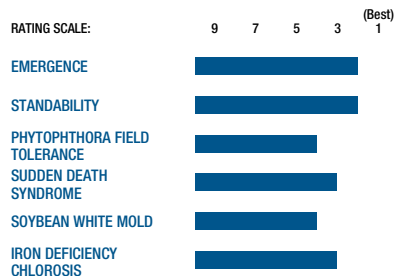 (Best)
RATING SCALE: 9 7 5 3 1
EMERGENCE
STANDABILITY
PHYTOPHTHORA FIELD
TOLERANCE
SUDDEN DEATH
SYNDROME
SOYBEAN WHITE MOLD
IRON DEFICIENCY
CHLOROSIS